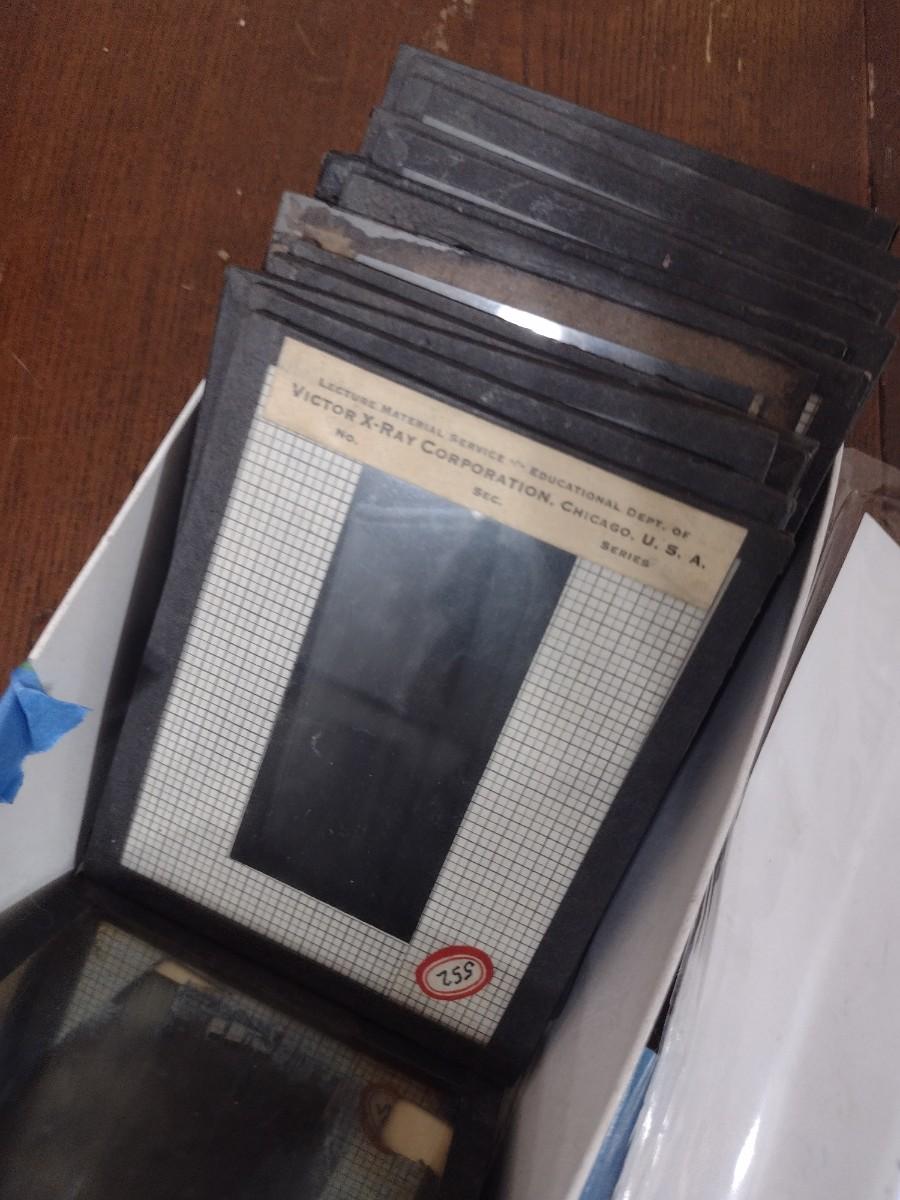 LECTURE MATERIAL SERVICE — EDUCATIONAL DEPT. OF
VICTOR X-RAY CORPORATION, CHICAGO, U. S. A.
NO. SEC. SERIES
552